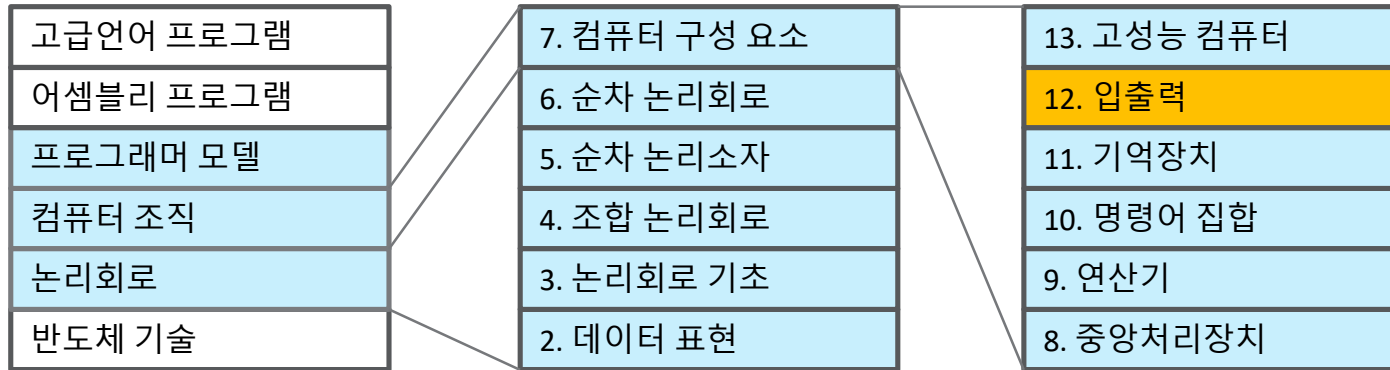 고급언어 프로그램
어셈블리 프로그램
프로그래머 모델
컴퓨터 조직
논리회로
반도체 기술
7. 컴퓨터 구성 요소
6. 순차 논리회로
5. 순차 논리소자
4. 조합 논리회로
3. 논리회로 기초
2. 데이터 표현
13. 고성능 컴퓨터
12. 입출력
11. 기억장치
10. 명령어 집합
9. 연산기
8. 중앙처리장치